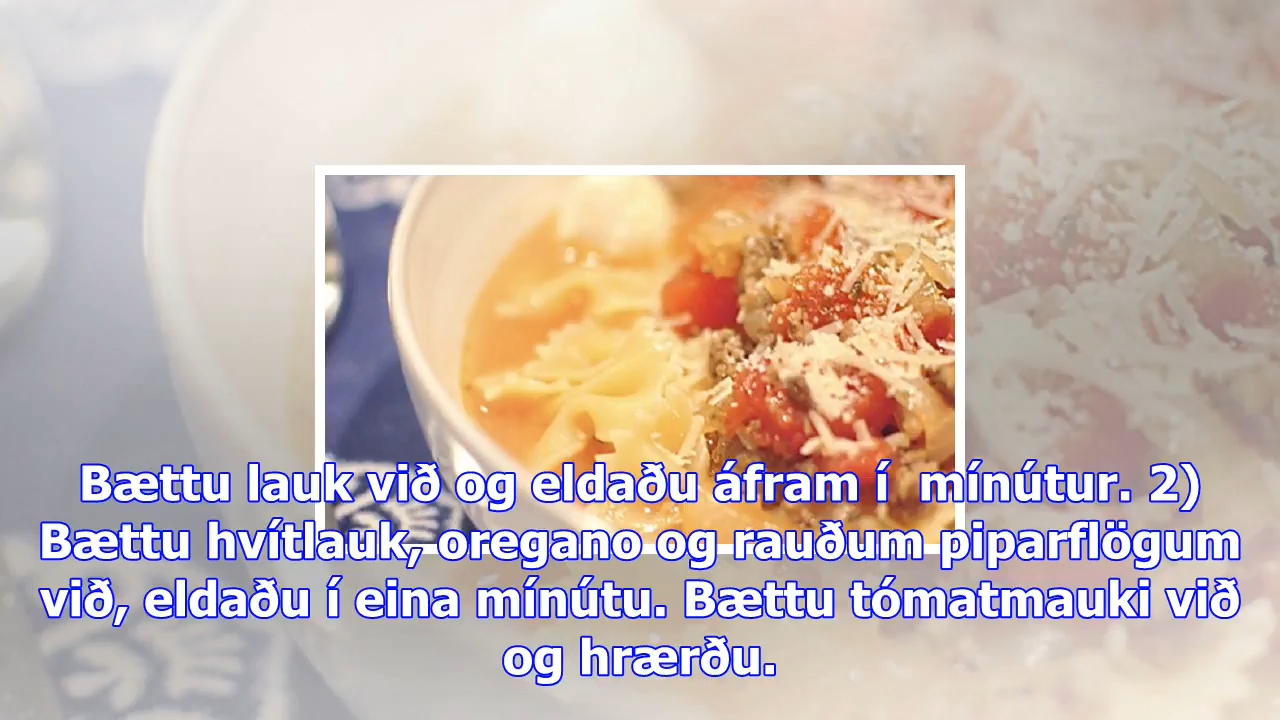 Bættu lauk við og eldaðu áfram í  mínútur. 2)
Bættu hvítlauk, oregano og rauðum piparflögum
við, eldaðu í eina mínútu. Bættu tómatmauki við
og hrærðu.